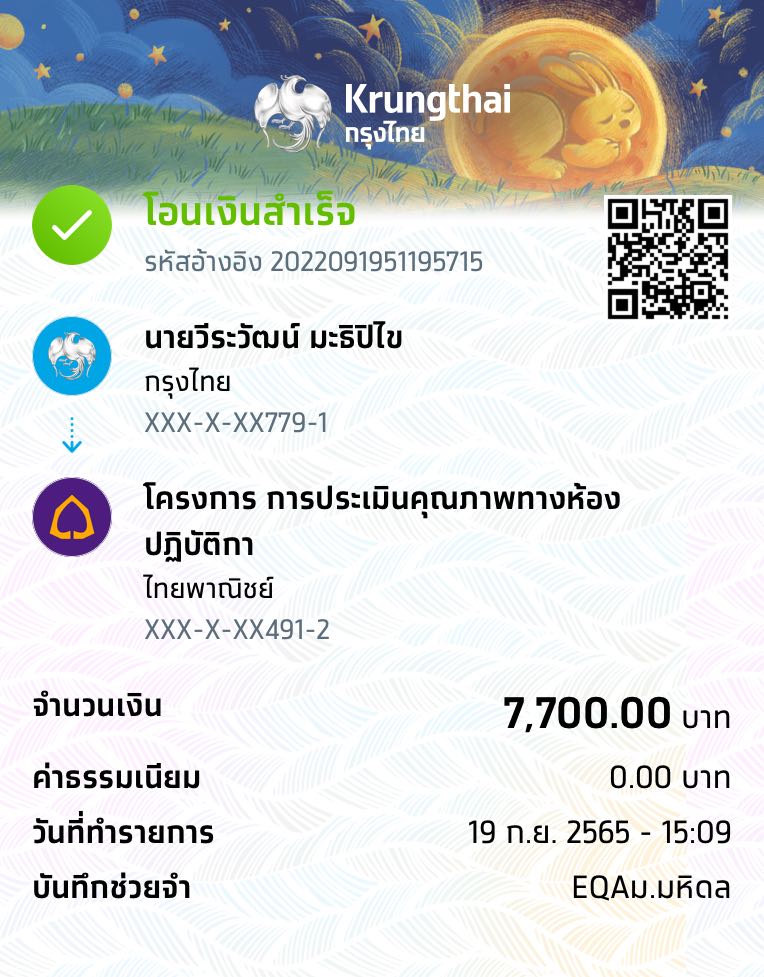 Krungthai
กรุงไทย
โอนเงินสำเร็จ
รหัสอ้างอิง 2022091951195715
นายวีระวัฒน์ มะธิปิไข
กรุงไทย
XXX-X-XX779-1
โครงการ การประเมินคุณภาพทางห้อง
ปฏิบัติกา
ไทยพาณิชย์
XXX-X-XX491-2
จำนวนเงิน 7,700.00 บาท
ค่าธรรมเนียม 0.00 บาท
วันที่ทำรายการ 19 ก.ย. 2565 - 15:09
บันทึกช่วยจำ EQAม.มหิดล